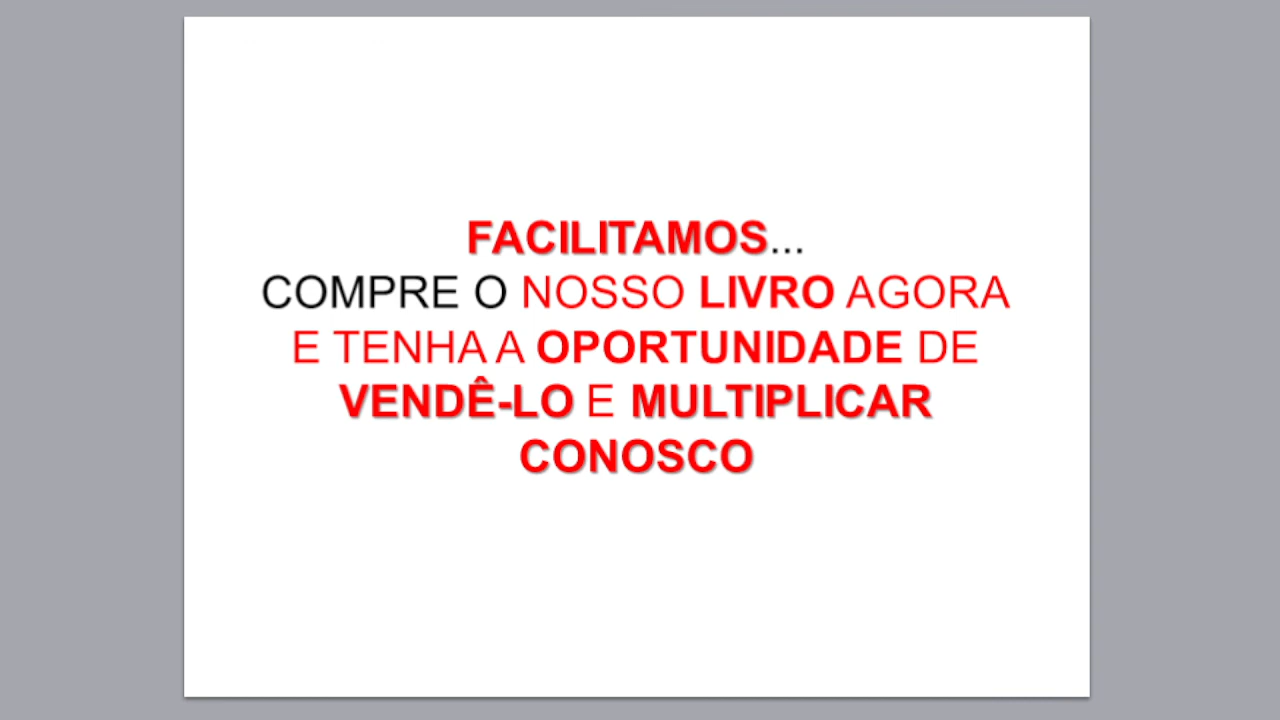 FACILITAMOS...
COMPRE O NOSSO LIVRO AGORA
E TENHA A OPORTUNIDADE DE
VENDÊ-LO E MULTIPLICAR
CONOSCO